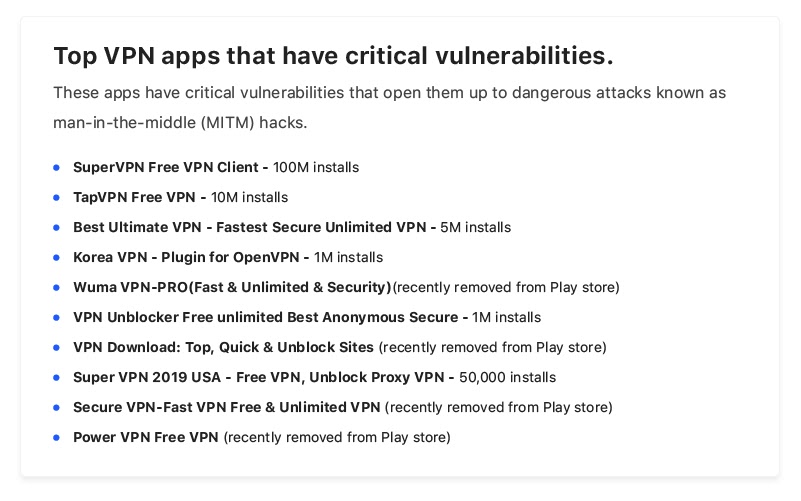 Top VPN apps that have critical vulnerabilities.
These apps have critical vulnerabilities that open them up to dangerous attacks known as
man-in-the-middle (MITM) hacks.
SuperVPN Free VPN Client - 100M installs
TapVPN Free VPN - 10M installs
Best Ultimate VPN - Fastest Secure Unlimited VPN - 5M installs
Korea VPN - Plugin for OpenVPN - 1M installs
Wuma VPN-PRO(Fast & Unlimited & Security)(recently removed from Play store)
VPN Unblocker Free unlimited Best Anonymous Secure - 1M installs
VPN Download: Top, Quick & Unblock Sites (recently removed from Play store)
Super VPN 2019 USA - Free VPN, Unblock Proxy VPN - 50,000 installs
Secure VPN-Fast VPN Free & Unlimited VPN (recently removed from Play store)
Power VPN Free VPN (recently removed from Play store)